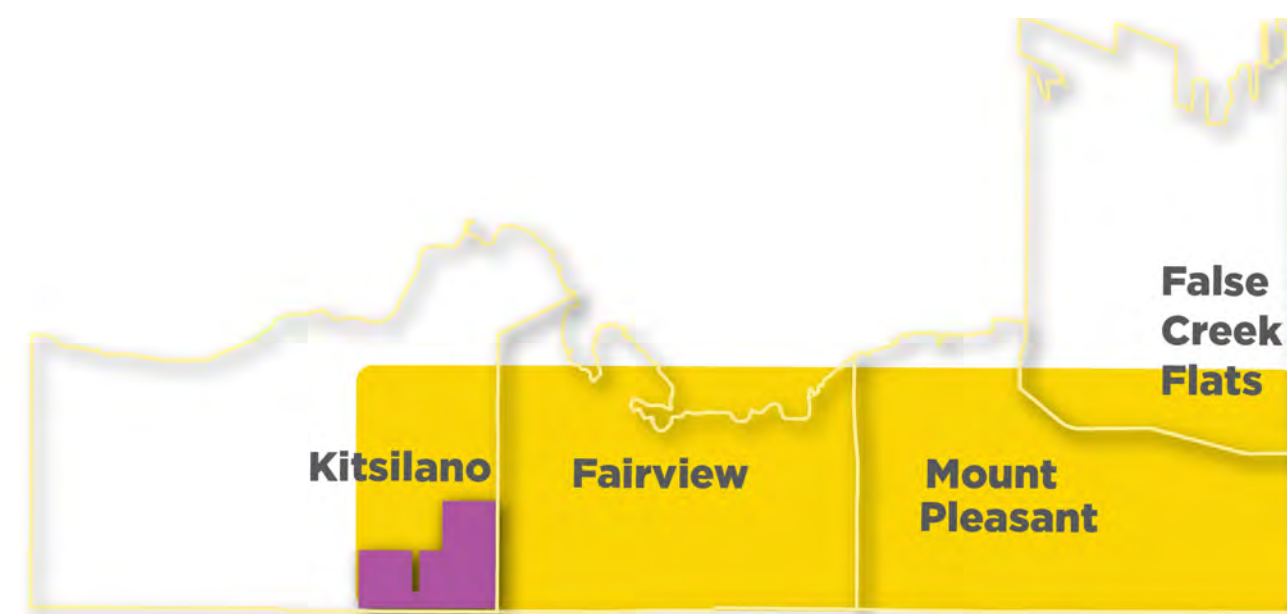 Kitsilano
Fairview
Mount
Pleasant
False
Creek
Flats